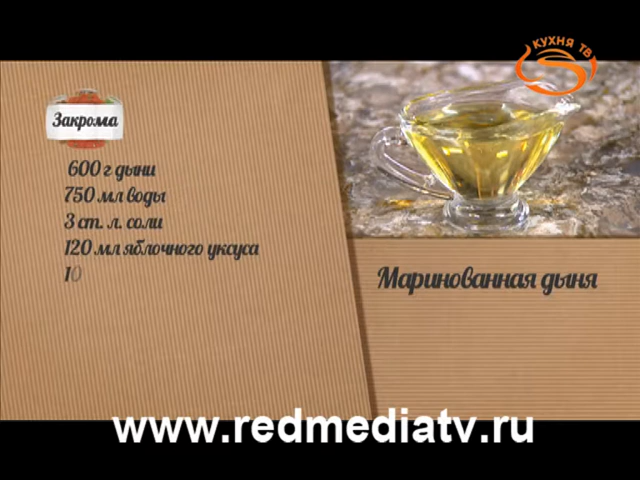 КУХНЯ ТВ
Закрома
600 г дыни
750 мл воды
3 ст. л. соли
120 мл яблочного уксуса
10
Маринованная дыня
www.redmediatv.ru